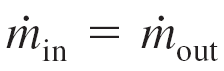 ṁ_in = ṁ_out